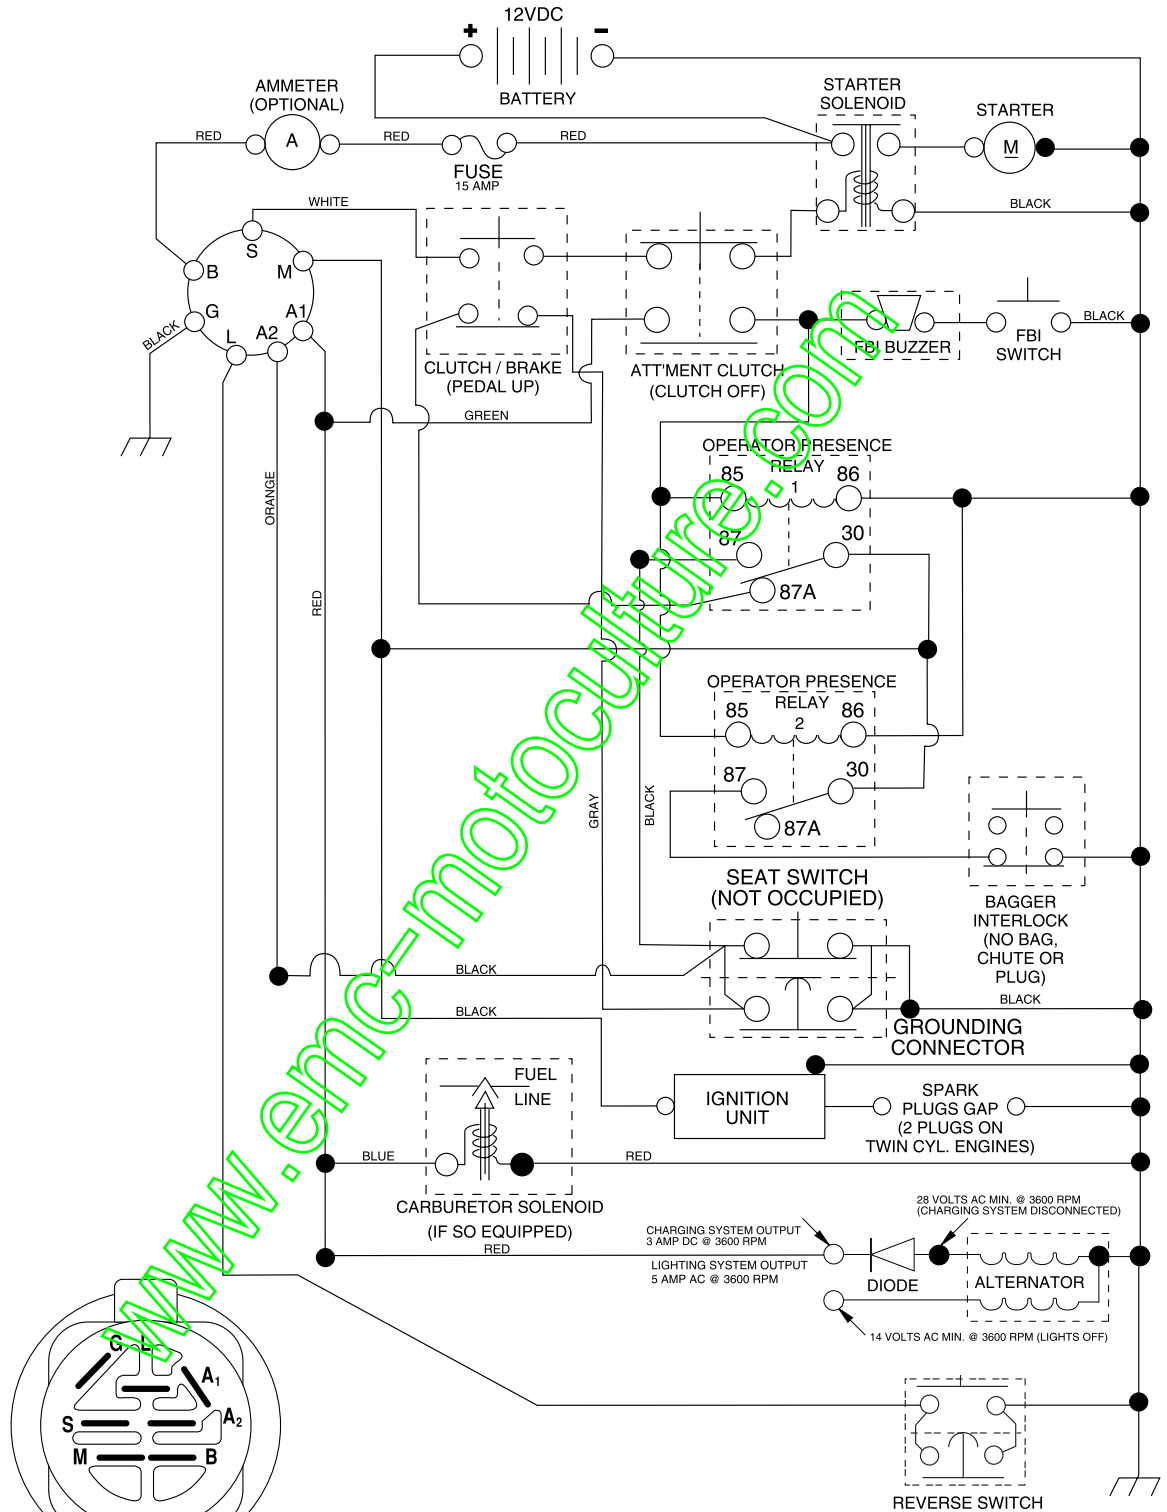 12VDC
+
−
BATTERY
AMMETER
(OPTIONAL)
STARTER
SOLENOID
STARTER
RED
A
RED
RED
M
FUSE
15 AMP
WHITE
BLACK
S
B
M
G
A1
L
A2
BLACK
BLACK
CLUTCH / BRAKE
(PEDAL UP)
ATT'MENT CLUTCH
(CLUTCH OFF)
FBI BUZZER
FBI
SWITCH
GREEN
OPERATOR PRESENCE
RELAY
1
85
86
87
30
87A
ORANGE
RED
OPERATOR PRESENCE
RELAY
2
85
86
87
30
87A
GRAY
BLACK
SEAT SWITCH
(NOT OCCUPIED)
BAGGER
INTERLOCK
(NO BAG,
CHUTE OR
PLUG)
BLACK
BLACK
BLACK
GROUNDING
CONNECTOR
FUEL
LINE
IGNITION
UNIT
SPARK
PLUGS GAP
(2 PLUGS ON
TWIN CYL. ENGINES)
BLUE
RED
CARBURETOR SOLENOID
(IF SO EQUIPPED)
RED
28 VOLTS AC MIN. @ 3600 RPM
(CHARGING SYSTEM DISCONNECTED)
CHARGING SYSTEM OUTPUT
3 AMP DC @ 3600 RPM
LIGHTING SYSTEM OUTPUT
5 AMP AC @ 3600 RPM
DIODE
ALTERNATOR
14 VOLTS AC MIN. @ 3600 RPM (LIGHTS OFF)
G
L
A1
S
A2
M
B
REVERSE SWITCH
www.emc-motoculture.com